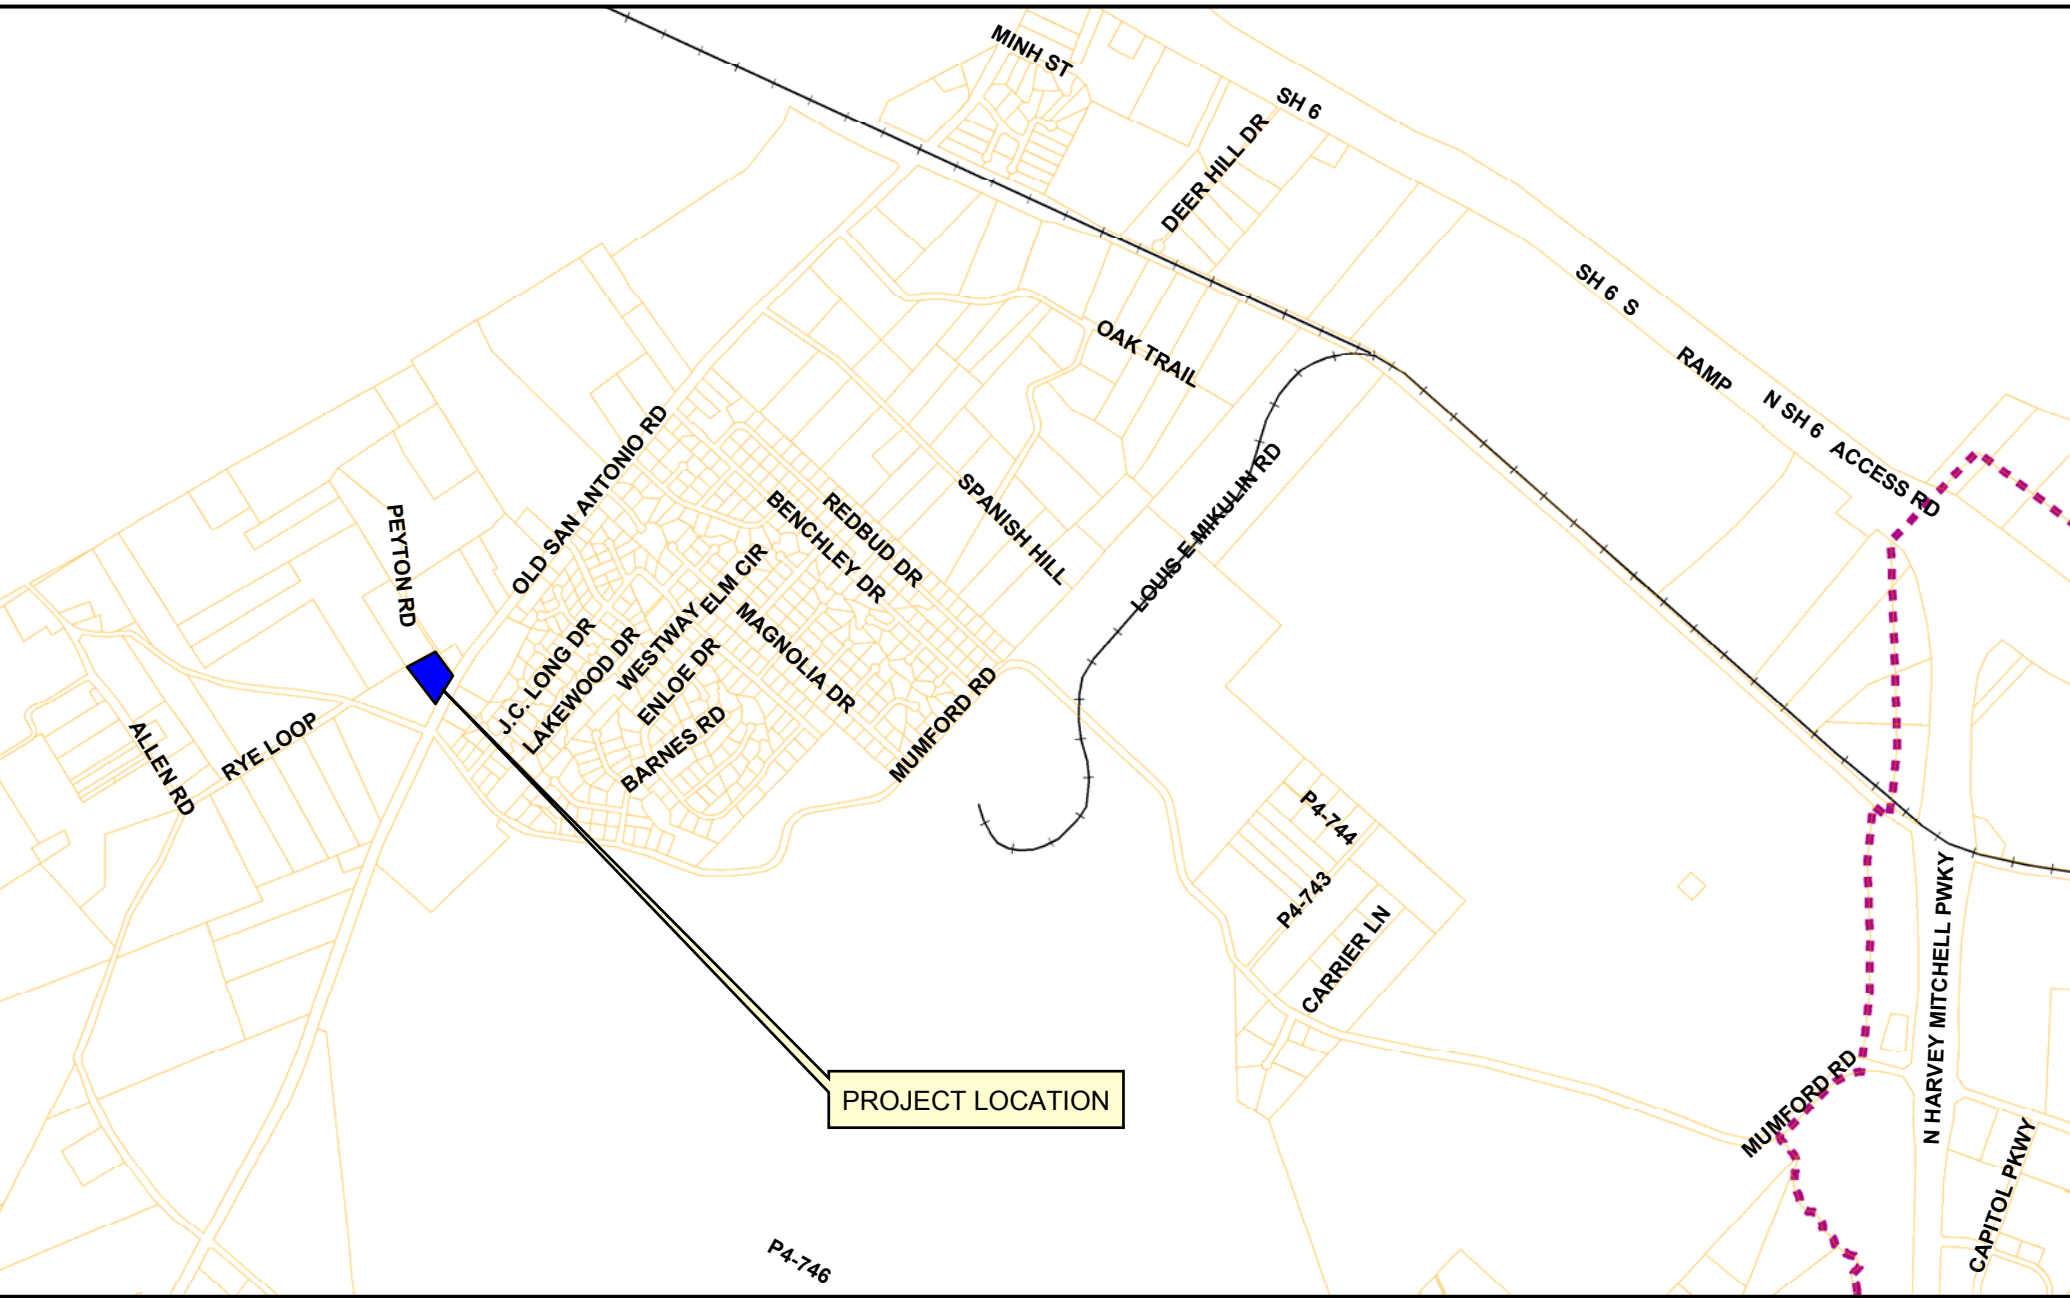 MINH ST
SH 6
DEER HILL DR
SH 6 S
RAMP
N SH 6 ACCESS RD
OAK TRAIL
OLD SAN ANTONIO RD
PEYTON RD
SPANISH HILL
LOUIS E MIKULIN RD
REDBUD DR
BENCHLEY DR
ELM CIR
WESTWAY
MAGNOLIA DR
J.C. LONG DR
LAKEWOOD DR
ENLOE DR
BARNES RD
MUMFORD RD
ALLEN RD
RYE LOOP
P4-744
P4-743
CARRIER LN
N HARVEY MITCHELL PWKY
MUMFORD RD
PROJECT LOCATION
CAPITOL PKWY
P4-746